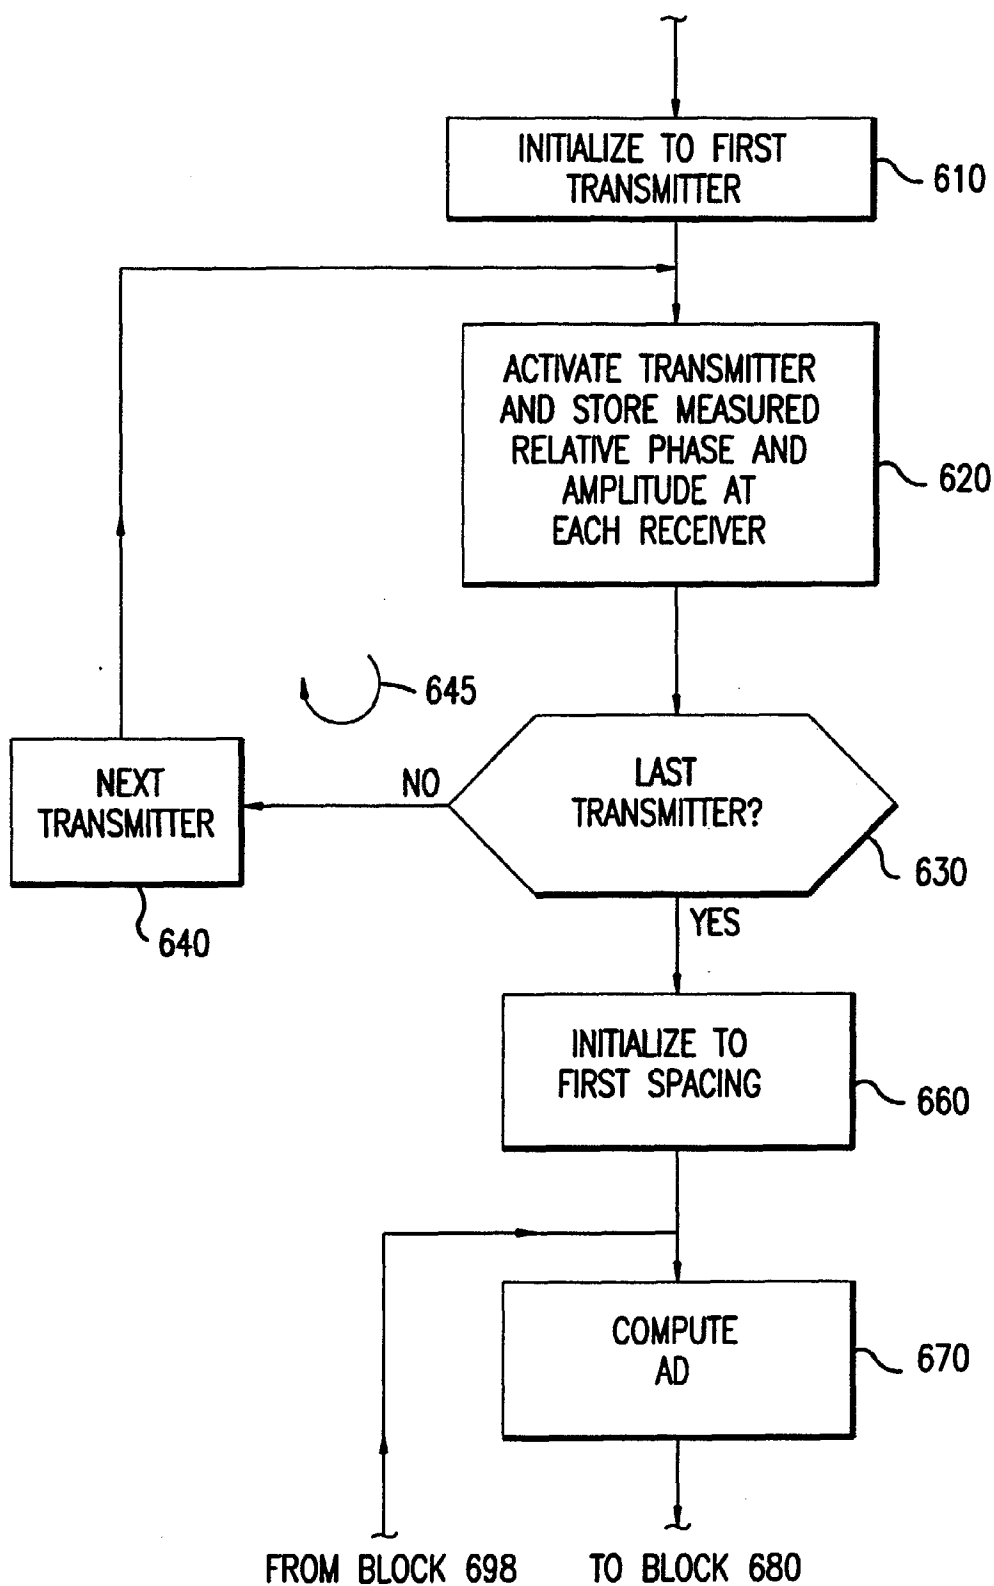 INITIALIZE TO FIRST
TRANSMITTER
610
ACTIVATE TRANSMITTER
AND STORE MEASURED
RELATIVE PHASE AND
AMPLITUDE AT
EACH RECEIVER
620
645
NEXT
TRANSMITTER
NO
LAST
TRANSMITTER?
630
640
YES
INITIALIZE TO
FIRST SPACING
660
COMPUTE
AD
670
FROM BLOCK 698
TO BLOCK 680